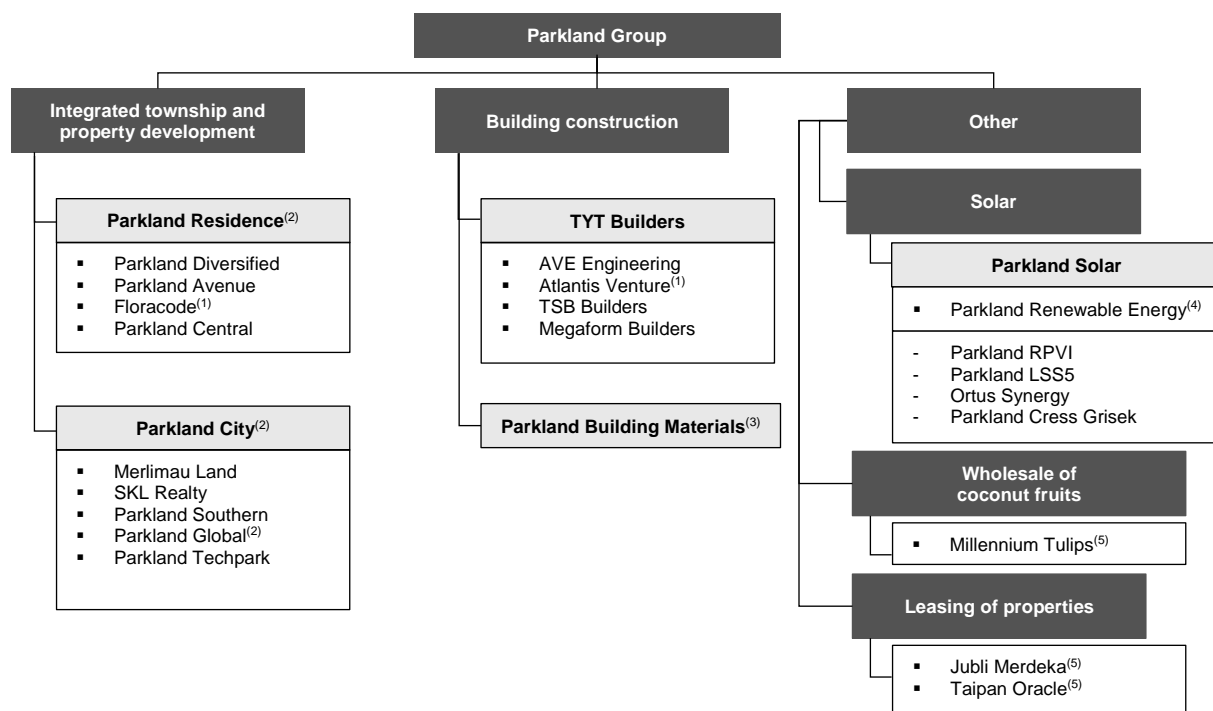 Parkland Group
Integrated township and
property development
Parkland Residence(2)
▪ Parkland Diversified
▪ Parkland Avenue
▪ Floracode(1)
▪ Parkland Central
Parkland City(2)
▪ Merlimau Land
▪ SKL Realty
▪ Parkland Southern
▪ Parkland Global(2)
▪ Parkland Techpark
Building construction
TYT Builders
▪ AVE Engineering
▪ Atlantis Venture(1)
▪ TSB Builders
▪ Megaform Builders
Parkland Building Materials(3)
Other
Solar
Parkland Solar
▪ Parkland Renewable Energy(4)
- Parkland RPVI
- Parkland LSS5
- Ortus Synergy
- Parkland Cress Grisek
Wholesale of
coconut fruits
▪ Millennium Tulips(5)
Leasing of properties
▪ Jubli Merdeka(5)
▪ Taipan Oracle(5)